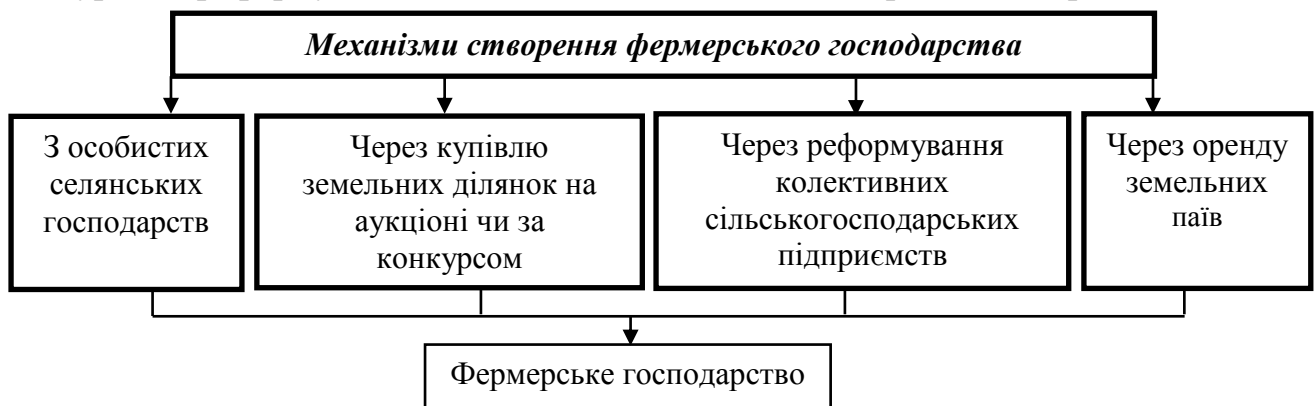 Механізми створення фермерського господарства
З особистих
селянських
господарств
Через купівлю
земельних ділянок на
аукціоні чи за
конкурсом
Через реформування
колективних
сільськогосподарських
підприємств
Через оренду
земельних
паїв
Фермерське господарство